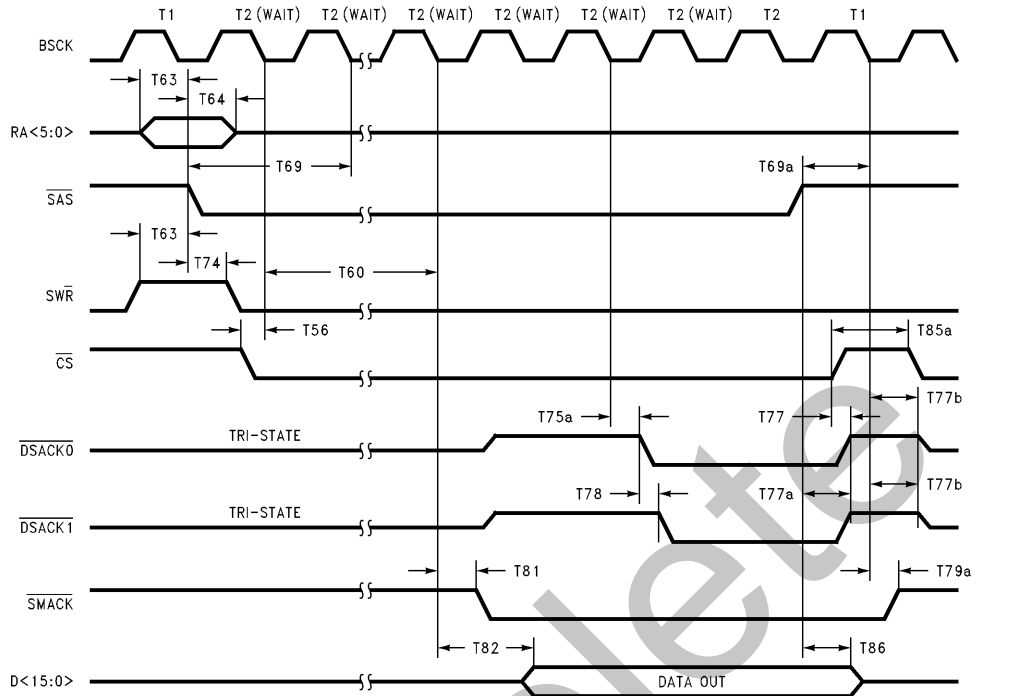 T1 T2 (WAIT) T2 (WAIT) T2 (WAIT) T2 (WAIT) T2 (WAIT) T2 (WAIT) T2 T1
BSCK
T63
T64
RA<5:0>
T69 T69a
SAS
T63
T74
T60
SWR
T56 T85a
CS
T77b
T75a T77
DSACK0 TRI-STATE
T78 T77a T77b
DSACK1 TRI-STATE
T81 T79a
SMACK
T82 T86
D<15:0> DATA OUT
lete